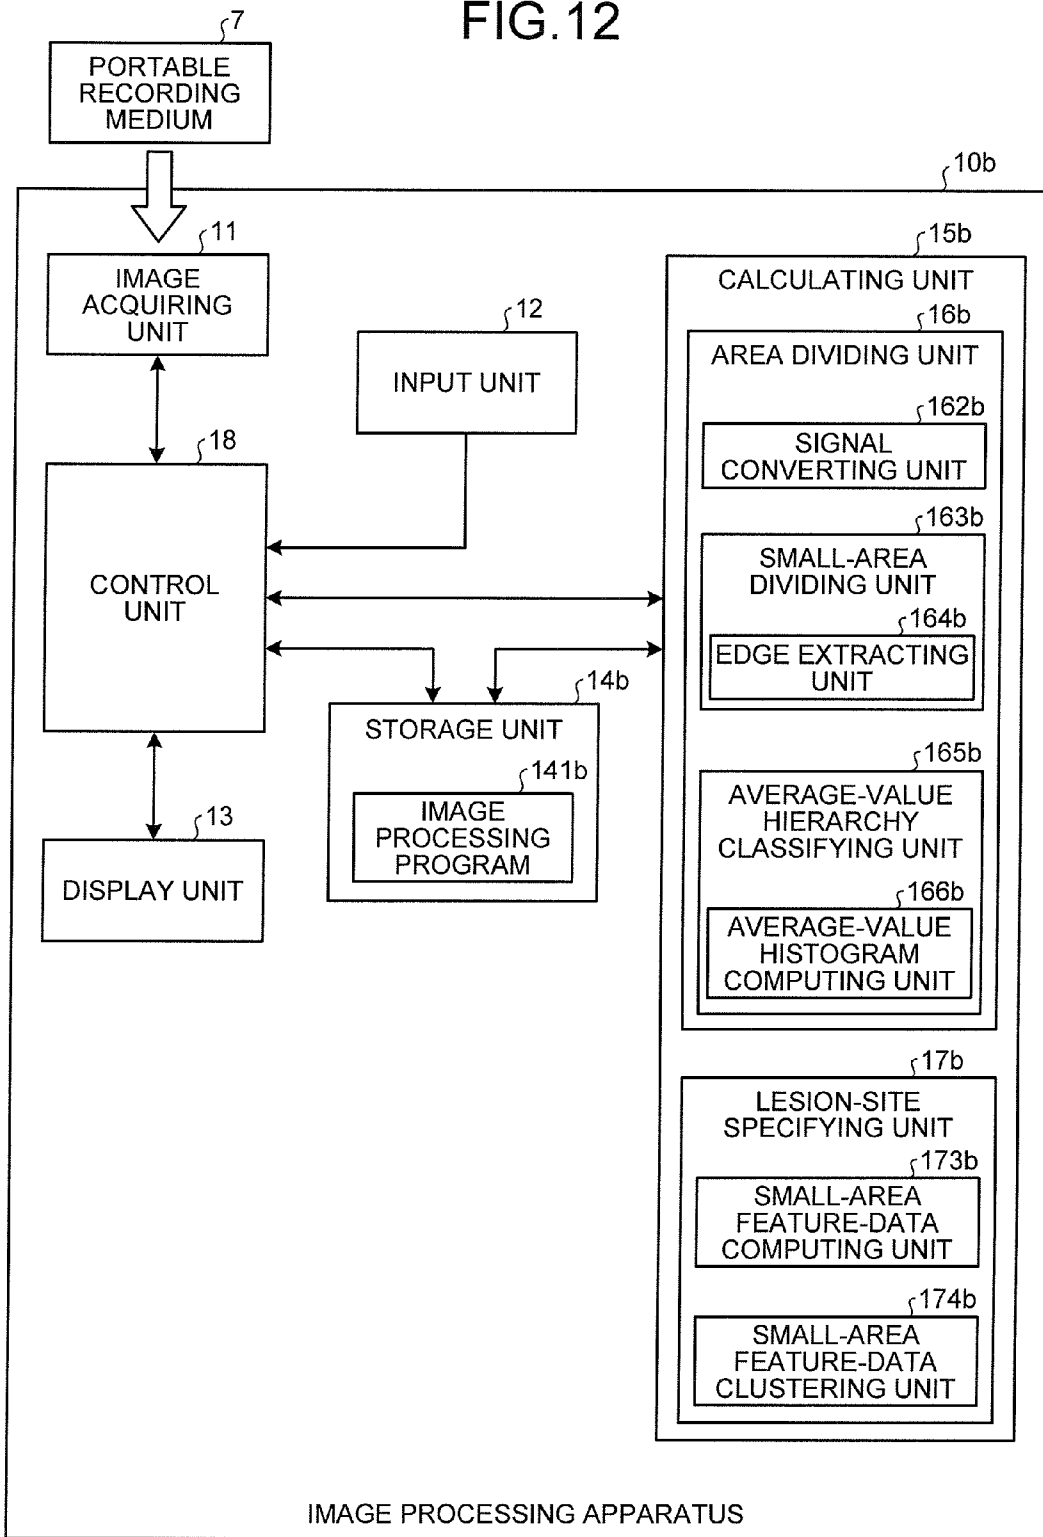 FIG.12
7
PORTABLE
RECORDING
MEDIUM
10b
11
IMAGE
ACQUIRING
UNIT
12
INPUT UNIT
18
CONTROL
UNIT
13
DISPLAY UNIT
14b
STORAGE UNIT
141b
IMAGE
PROCESSING
PROGRAM
15b
CALCULATING UNIT
16b
AREA DIVIDING UNIT
162b
SIGNAL
CONVERTING UNIT
163b
SMALL-AREA
DIVIDING UNIT
164b
EDGE EXTRACTING
UNIT
165b
AVERAGE-VALUE
HIERARCHY
CLASSIFYING UNIT
166b
AVERAGE-VALUE
HISTOGRAM
COMPUTING UNIT
17b
LESION-SITE
SPECIFYING UNIT
173b
SMALL-AREA
FEATURE-DATA
COMPUTING UNIT
174b
SMALL-AREA
FEATURE-DATA
CLUSTERING UNIT
IMAGE PROCESSING APPARATUS